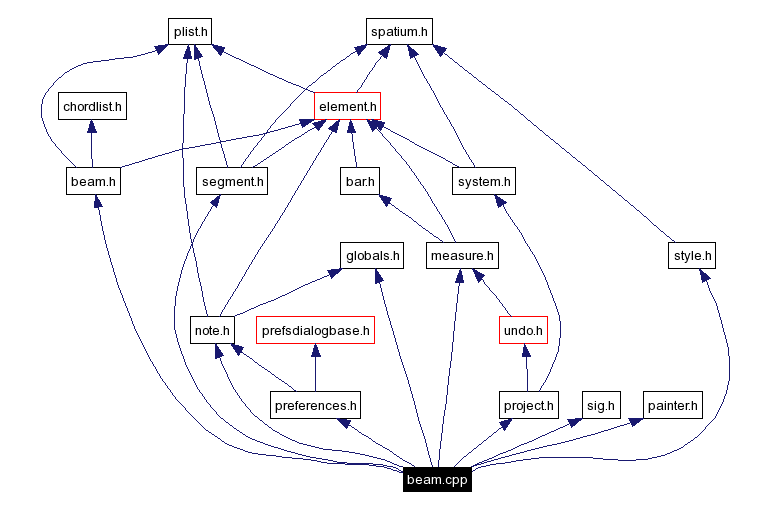 plist.h
spatium.h
chordlist.h
element.h
beam.h
segment.h
bar.h
system.h
globals.h
measure.h
style.h
note.h
prefsdialogbase.h
undo.h
preferences.h
project.h
sig.h
painter.h
beam.cpp